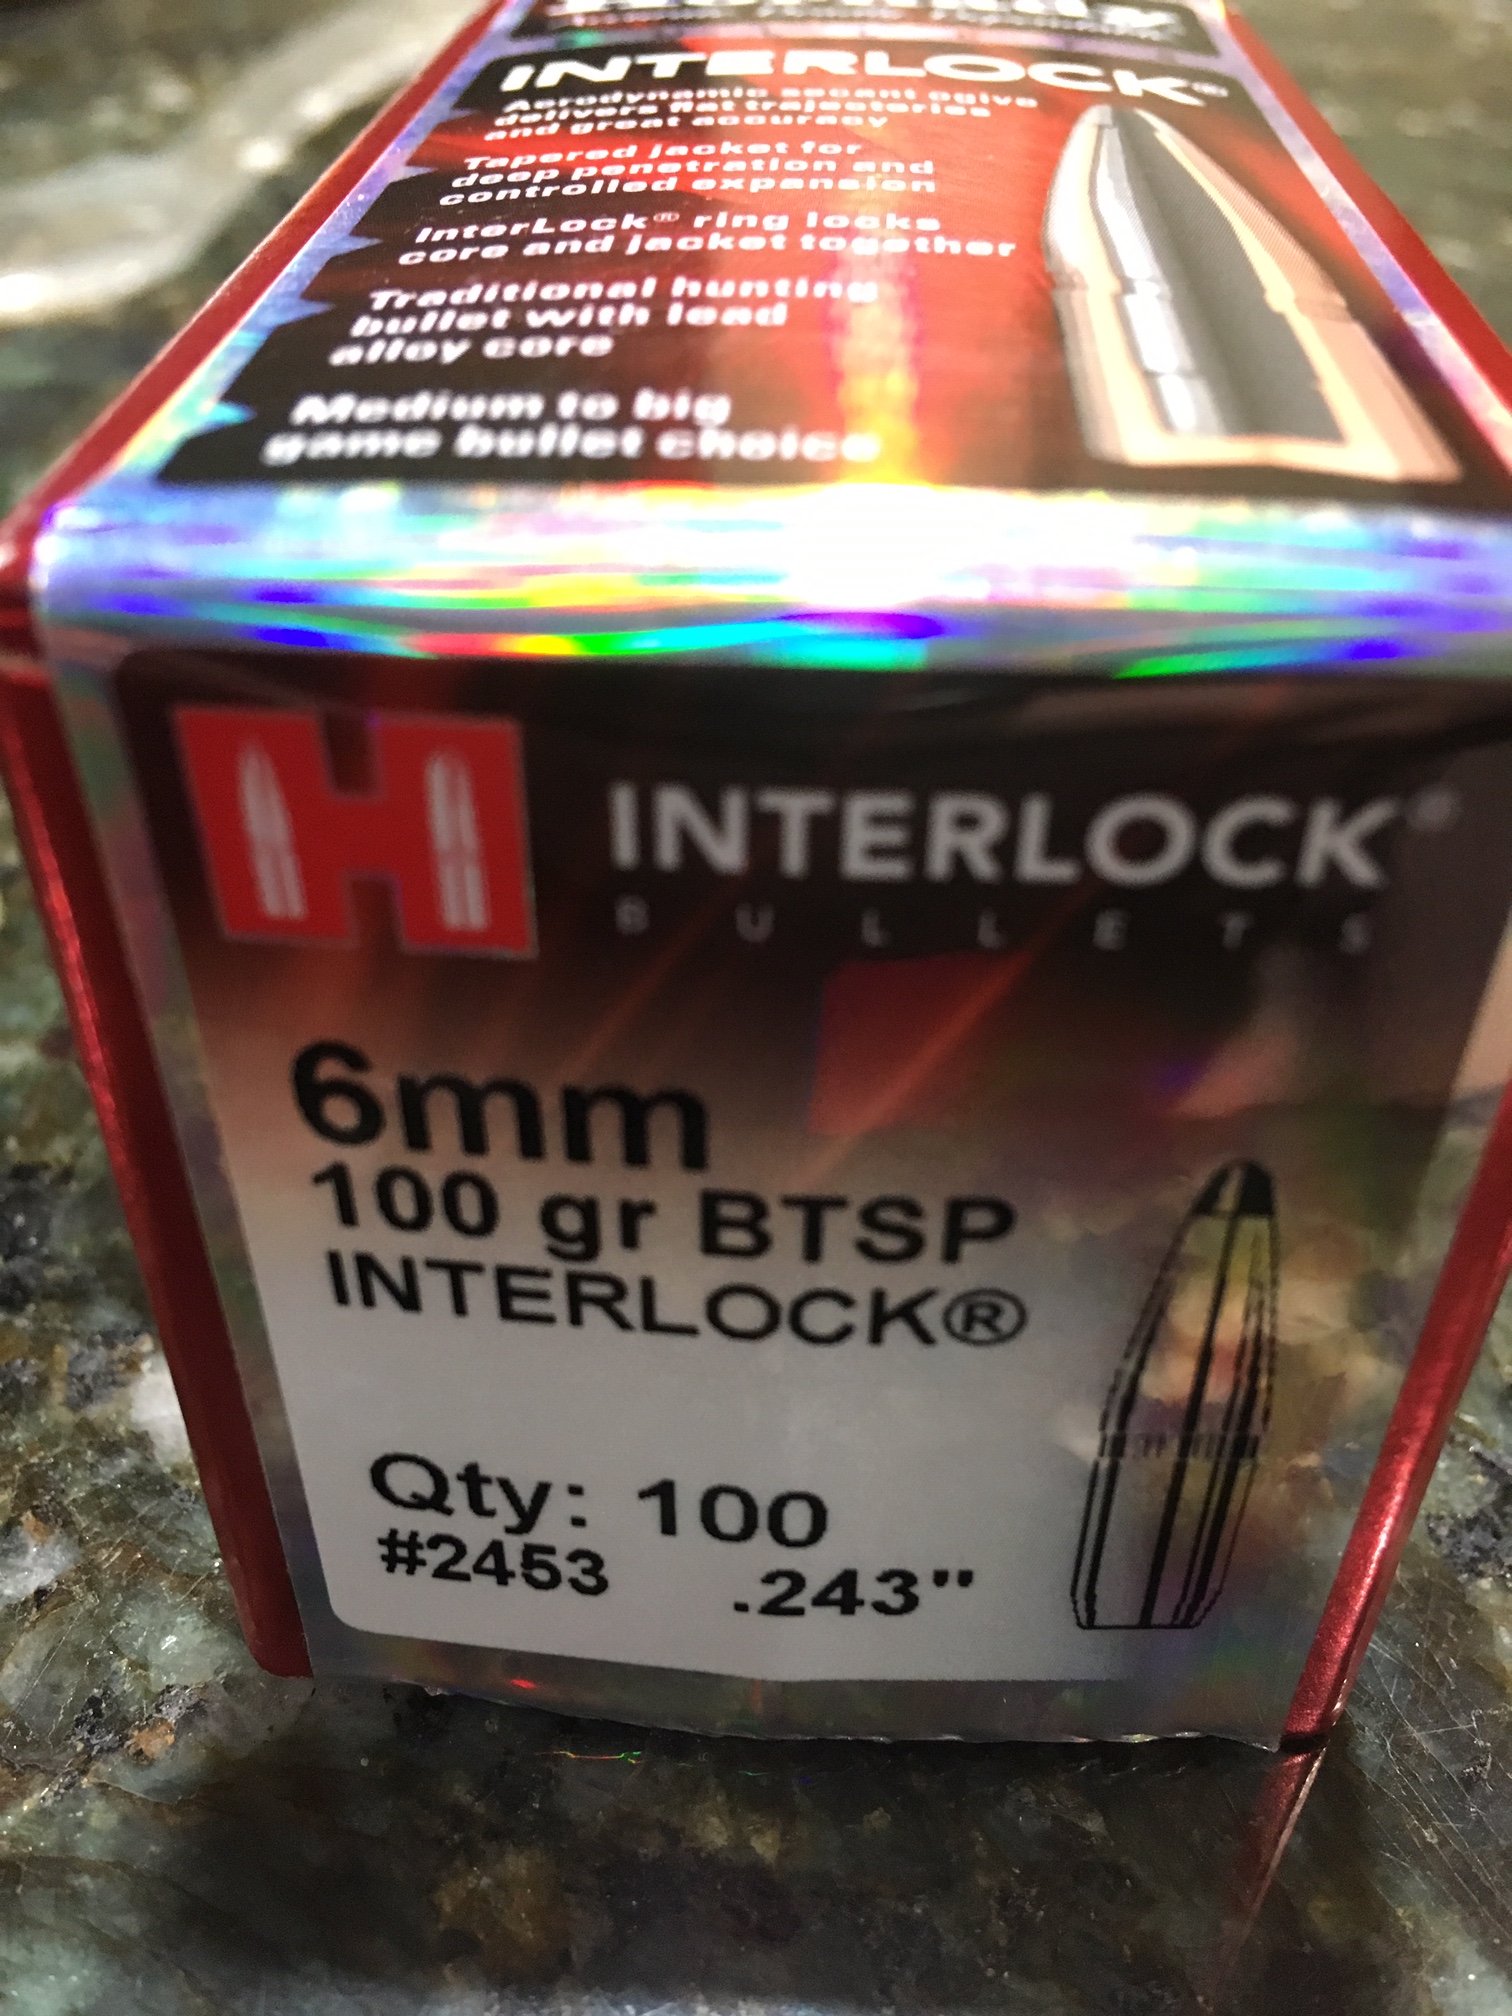 INTERLOCK®
Aerodynamic secant ogive
delivers flat trajectories
and great accuracy
Tapered jacket for
deep penetration and
controlled expansion
InterLock® ring locks
core and jacket together
Traditional hunting
bullet with lead
alloy core
Medium to big
game bullet choice
H INTERLOCK®
BULLETS
6mm
100 gr BTSP
INTERLOCK®
Qty: 100
#2453 .243"